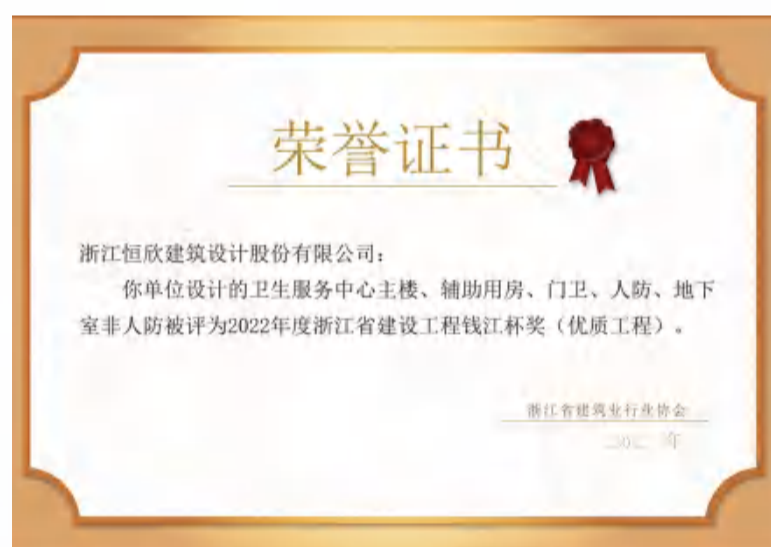 荣誉证书
浙江恒欣建筑设计股份有限公司:
你单位设计的卫生服务中心主楼、辅助用房、门卫、人防、地下
室非人防被评为2022年度浙江省建设工程钱江杯奖(优质工程)。
浙江省建筑业行业协会
年